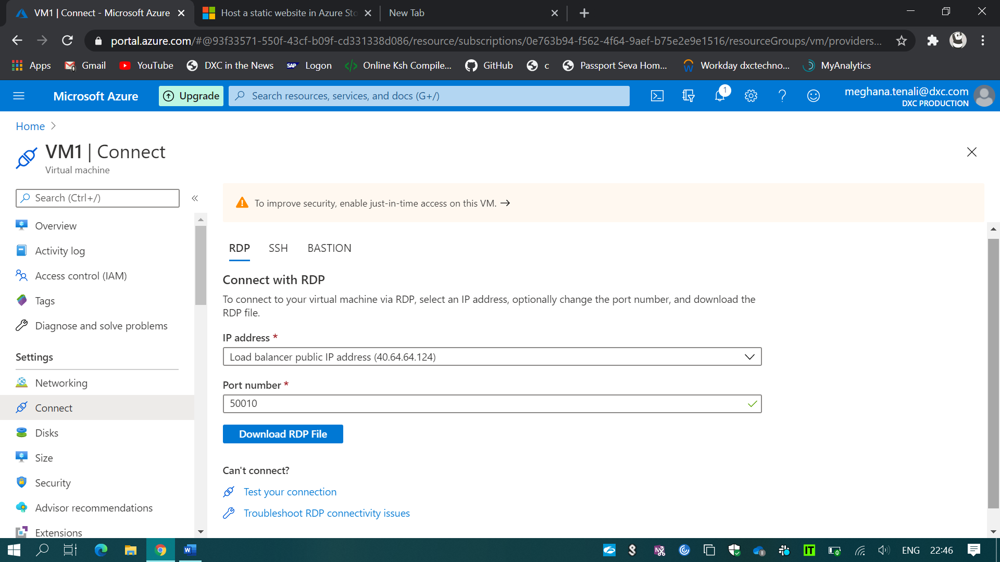 VM1 | Connect - Microsoft Azure
Host a static website in Azure Sto
New Tab
portal.azure.com/#@93f33571-550f-43cf-b09f-cd331338d086/resource/subscriptions/0e763b94-f562-4f64-9aef-b75e2e9e1516/resourceGroups/vm/providers...
Apps
Gmail
YouTube
DXC in the News
SAP
Logon
Online Ksh Compile...
GitHub
c
Passport Seva Hom...
Workday dxctechno...
MyAnalytics
Microsoft Azure
Upgrade
Search resources, services, and docs (G+/)
1
meghana.tenali@dxc.com
DXC PRODUCTION
Home
VM1 | Connect
Virtual machine
Search (Ctrl+/)
«
Overview
Activity log
Access control (IAM)
Tags
Diagnose and solve problems
Settings
Networking
Connect
Disks
Size
Security
Advisor recommendations
Extensions
To improve security, enable just-in-time access on this VM. →
RDP
SSH
BASTION
Connect with RDP
To connect to your virtual machine via RDP, select an IP address, optionally change the port number, and download the
RDP file.
IP address *
Load balancer public IP address (40.64.64.124)
Port number *
50010
Download RDP File
Can't connect?
Test your connection
Troubleshoot RDP connectivity issues
IT
ENG
22:46